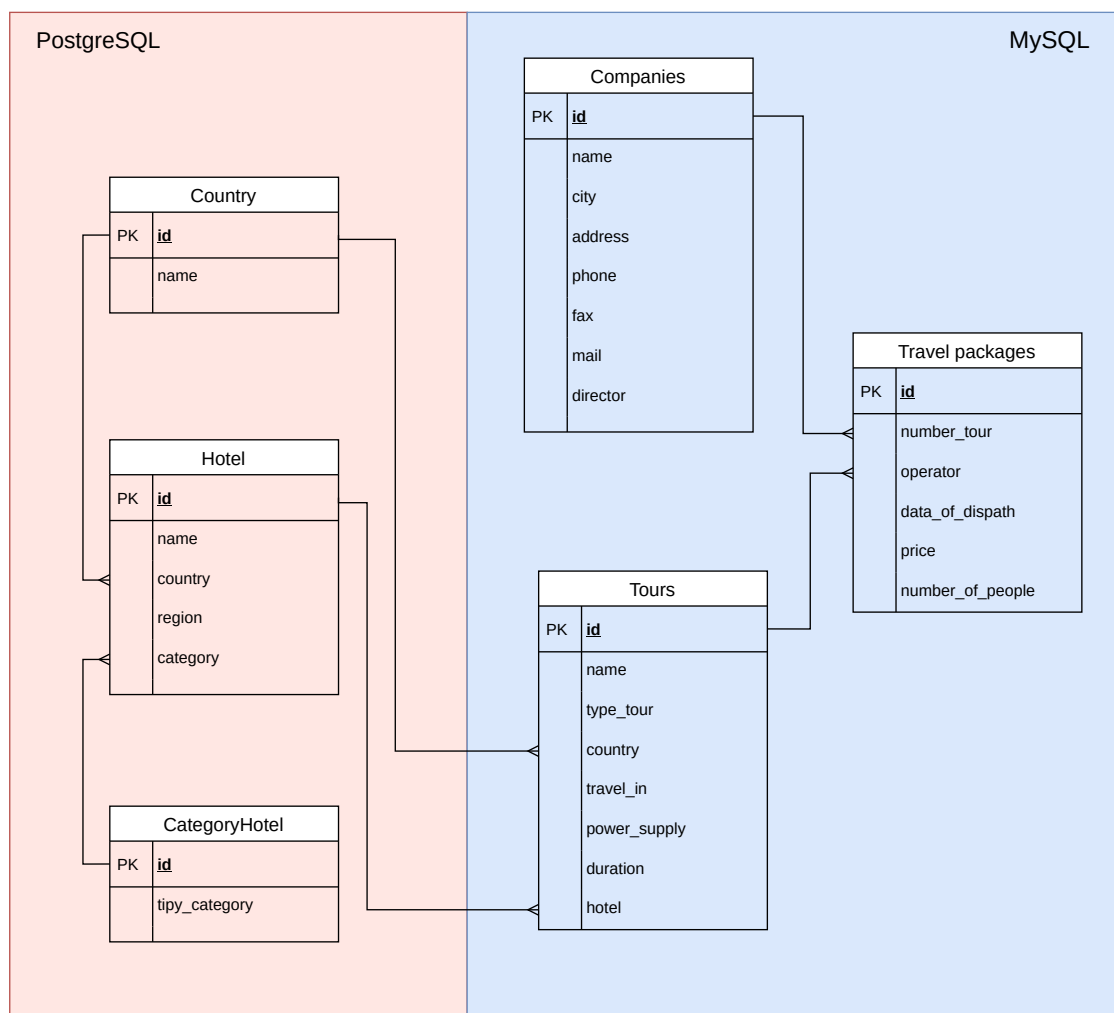 PostgreSQL
MySQL
Companies
PK id
name
city
address
phone
fax
mail
director
Country
PK id
name
Travel packages
PK id
number_tour
operator
data_of_dispath
price
number_of_people
Hotel
PK id
name
country
region
category
Tours
PK id
name
type_tour
country
travel_in
power_supply
duration
hotel
CategoryHotel
PK id
tipy_category